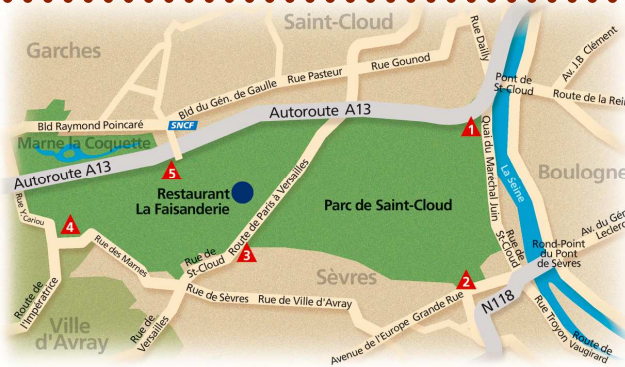 Saint-Cloud
Garches
Rue Dailly
Av. J.B Clément
Rue Gounod
Rue Pasteur
Bld du Gén. de Gaulle
Pont de
St-Cloud
Route de la Rei
Autoroute A13
Bld Raymond Poincaré
SNCF
1
Marne la Coquette
Quai du Maréchal Juin
La Seine
Boulogne
Autoroute A13
5
Restaurant
La Faisanderie
Parc de Saint-Cloud
Route de Paris à Versailles
Rue Y.Cariou
4
Rue des Marnes
Rue de
St-Cloud
3
Rue de
St-Cloud
Av. du Gén
Leclerc
Rond-Point
du Pont
de Sèvres
Route de
l'Impératrice
Sèvres
2
Rue de Sèvres
Rue de Ville d'Avray
Grande Rue
Avenue de l'Europe
N118
Ville
d'Avray
Rue de
Versailles
Rue Troyon
Vaugirard
Route de